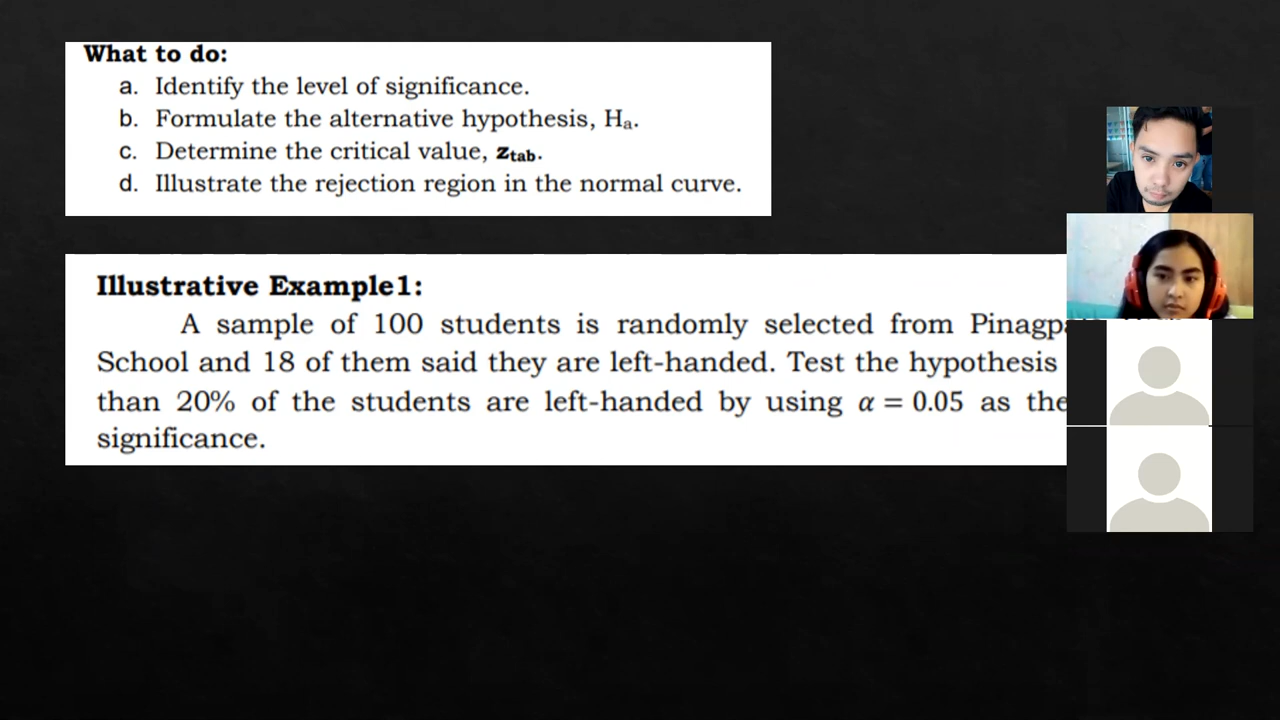 What to do:
a. Identify the level of significance.
b. Formulate the alternative hypothesis, Hₐ.
c. Determine the critical value, zₜₐᵦ.
d. Illustrate the rejection region in the normal curve.
Illustrative Example1:
A sample of 100 students is randomly selected from
School and 18 of them said they are left-handed. Test the hypothesis
than 20% of the students are left-handed by using α = 0.05 as the
significance.